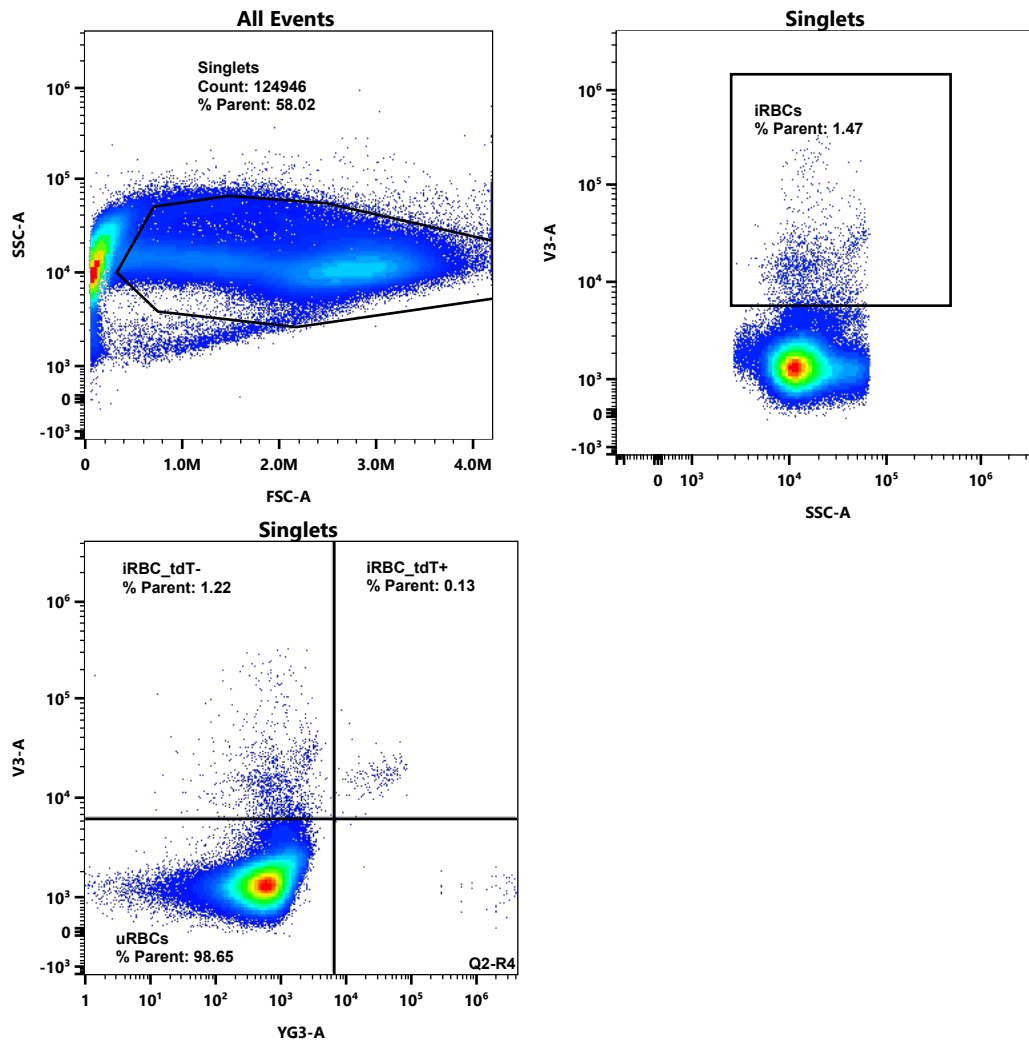 All Events
Singlets
Count: 124946
% Parent: 58.02
10⁶
10⁵
10⁴
10³
0
-10³
SSC-A
0
1.0M
2.0M
3.0M
4.0M
FSC-A
Singlets
iRBCs
% Parent: 1.47
10⁶
10⁵
10⁴
10³
0
-10³
V3-A
0
10³
10⁴
10⁵
10⁶
SSC-A
Singlets
iRBC_tdT-
% Parent: 1.22
iRBC_tdT+
% Parent: 0.13
10⁶
10⁵
10⁴
10³
0
-10³
V3-A
uRBCs
% Parent: 98.65
Q2-R4
1
10¹
10²
10³
10⁴
10⁵
10⁶
YG3-A